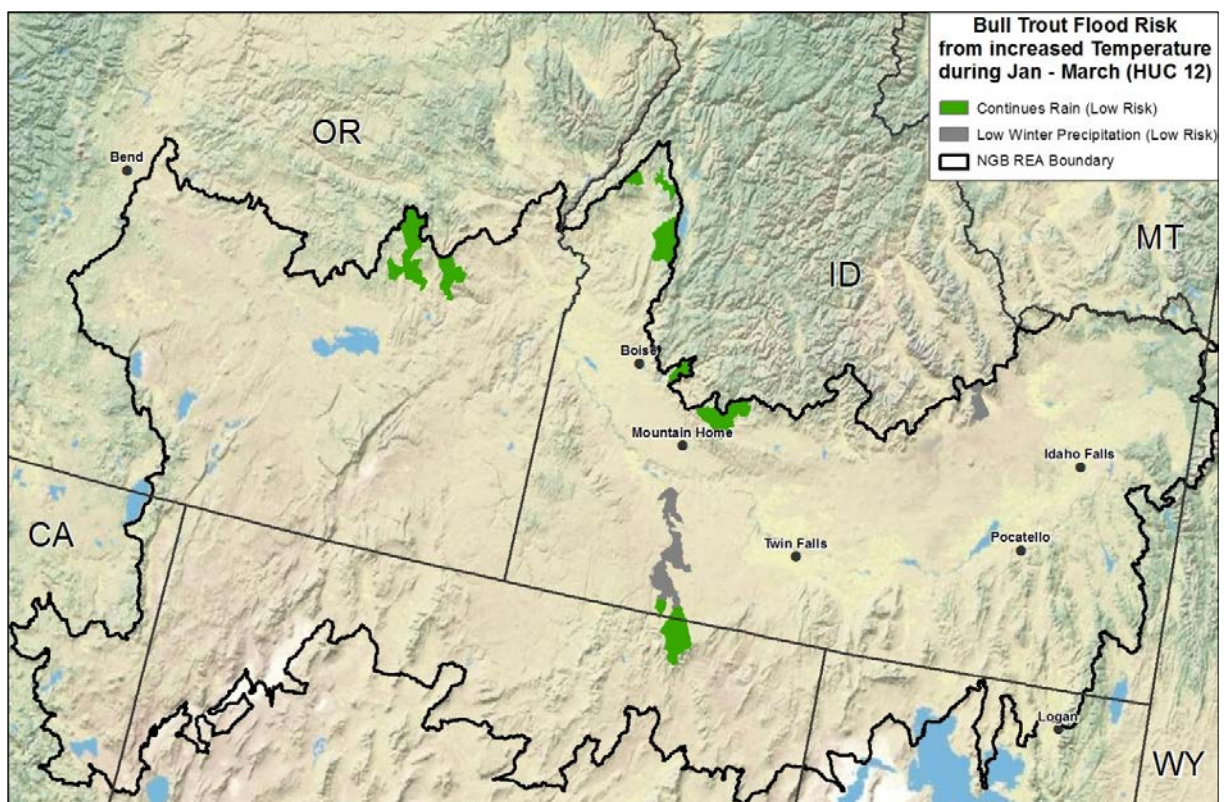 Bull Trout Flood Risk
from increased Temperature
during Jan - March (HUC 12)
Continues Rain (Low Risk)
Low Winter Precipitation (Low Risk)
NGB REA Boundary
OR
Bend
MT
ID
Boise
Mountain Home
Idaho Falls
CA
Twin Falls
Pocatello
Logan
WY